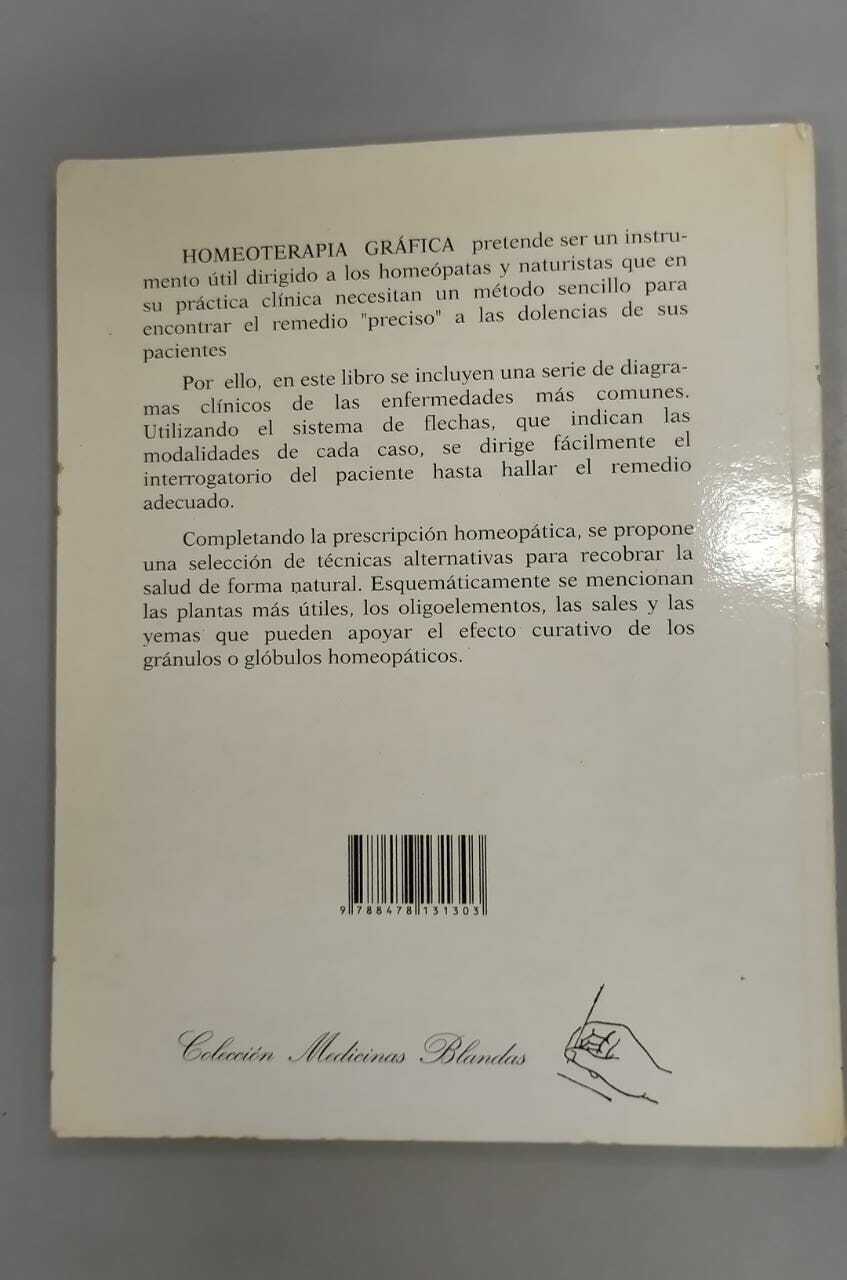 HOMEOTERAPIA GRÁFICA pretende ser un instru-
mento útil dirigido a los homeópatas y naturistas que en
su práctica clínica necesitan un método sencillo para
encontrar el remedio "preciso" a las dolencias de sus
pacientes
Por ello, en este libro se incluyen una serie de diagra-
mas clínicos de las enfermedades más comunes.
Utilizando el sistema de flechas, que indican las
modalidades de cada caso, se dirige fácilmente el
interrogatorio del paciente hasta hallar el remedio
adecuado.
Completando la prescripción homeopática, se propone
una selección de técnicas alternativas para recobrar la
salud de forma natural. Esquemáticamente se mencionan
las plantas más útiles, los oligoelementos, las sales y las
yemas que pueden apoyar el efecto curativo de los
gránulos o glóbulos homeopáticos.
9 788478 131303
Colección Medicinas Blandas